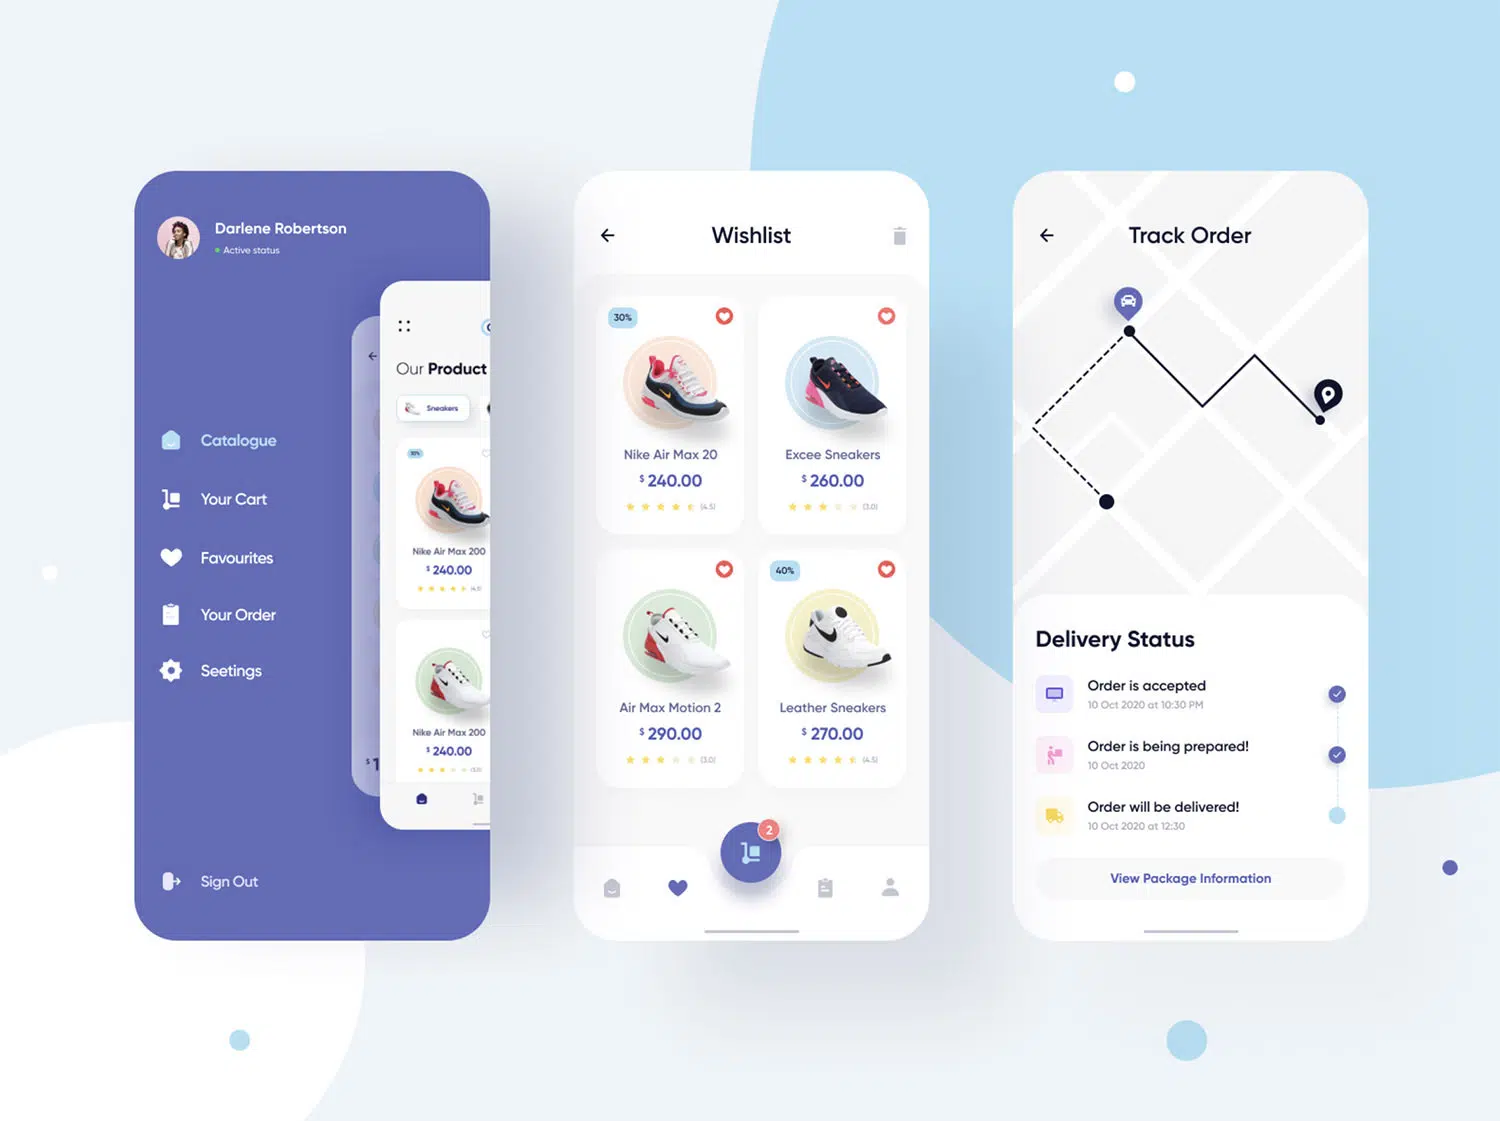 Darlene Robertson
Active status
Catalogue
Your Cart
Favourites
Your Order
Seetings
Sign Out
Our Product
Sneakers
30%
Nike Air Max 200
$ 240.00
(4.5)
Nike Air Max 200
$ 240.00
(3.0)
$ 1
Wishlist
30%
Nike Air Max 20
$ 240.00
(4.5)
Excee Sneakers
$ 260.00
(3.0)
Air Max Motion 2
$ 290.00
(3.0)
40%
Leather Sneakers
$ 270.00
(4.5)
2
Track Order
Delivery Status
Order is accepted
10 Oct 2020 at 10:30 PM
Order is being prepared!
10 Oct 2020
Order will be delivered!
10 Oct 2020 at 12:30
View Package Information